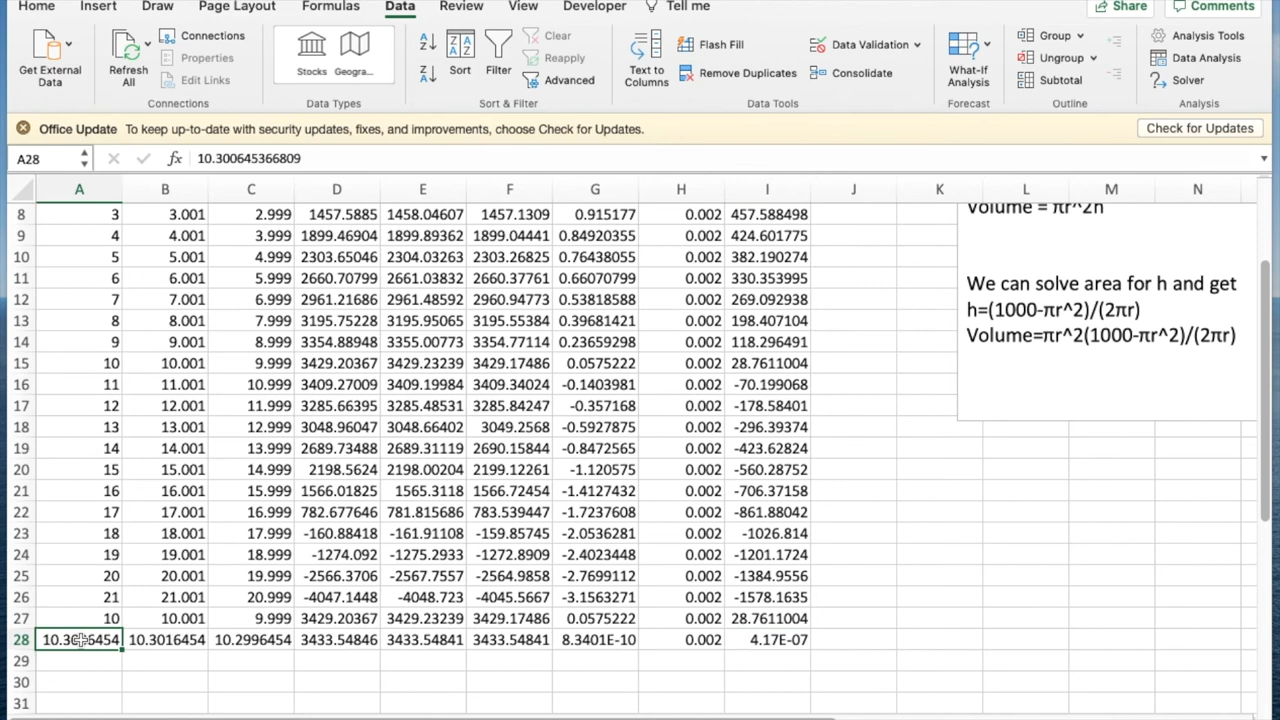 Home Insert Draw Page Layout Formulas Data Review View Developer Tell me Share Comments
Get External Data
Refresh All
Connections
Properties
Edit Links
Connections
Stocks Geogra...
Data Types
Sort
Filter
Clear
Reapply
Advanced
Sort & Filter
Text to Columns
Flash Fill
Remove Duplicates
Data Validation
Consolidate
Data Tools
What-If Analysis
Forecast
Group
Ungroup
Subtotal
Outline
Analysis Tools
Data Analysis
Solver
Analysis
Office Update To keep up-to-date with security updates, fixes, and improvements, choose Check for Updates. Check for Updates
A28 fx 10.300645366809
A B C D E F G H I J K L M N
8 3 3.001 2.999 1457.5885 1458.04607 1457.1309 0.915177 0.002 457.588498
9 4 4.001 3.999 1899.46904 1899.89362 1899.04441 0.84920355 0.002 424.601775
10 5 5.001 4.999 2303.65046 2304.03263 2303.26825 0.76438055 0.002 382.190274
11 6 6.001 5.999 2660.70799 2661.03832 2660.37761 0.66070799 0.002 330.353995
12 7 7.001 6.999 2961.21686 2961.48592 2960.94773 0.53818588 0.002 269.092938
13 8 8.001 7.999 3195.75228 3195.95065 3195.55384 0.39681421 0.002 198.407104
14 9 9.001 8.999 3354.88948 3355.00773 3354.77114 0.23659298 0.002 118.296491
15 10 10.001 9.999 3429.20367 3429.23239 3429.17486 0.0575222 0.002 28.7611004
16 11 11.001 10.999 3409.27009 3409.19984 3409.34024 -0.1403981 0.002 -70.199068
17 12 12.001 11.999 3285.66395 3285.48531 3285.84247 -0.357168 0.002 -178.58401
18 13 13.001 12.999 3048.96047 3048.66402 3049.2568 -0.5927875 0.002 -296.39374
19 14 14.001 13.999 2689.73488 2689.31119 2690.15844 -0.8472565 0.002 -423.62824
20 15 15.001 14.999 2198.5624 2198.00204 2199.12261 -1.120575 0.002 -560.28752
21 16 16.001 15.999 1566.01825 1565.3118 1566.72454 -1.4127432 0.002 -706.37158
22 17 17.001 16.999 782.677646 781.815686 783.539447 -1.7237608 0.002 -861.88042
23 18 18.001 17.999 -160.88418 -161.91108 -159.85745 -2.0536281 0.002 -1026.814
24 19 19.001 18.999 -1274.092 -1275.2933 -1272.8909 -2.4023448 0.002 -1201.1724
25 20 20.001 19.999 -2566.3706 -2567.7557 -2564.9858 -2.7699112 0.002 -1384.9556
26 21 21.001 20.999 -4047.1448 -4048.723 -4045.5667 -3.1563271 0.002 -1578.1635
27 10 10.001 9.999 3429.20367 3429.23239 3429.17486 0.0575222 0.002 28.7611004
28 10.3016454 10.2996454 3433.54846 3433.54841 3433.54841 8.3401E-10 0.002 4.17E-07
29
30
31
Volume = πr^2h
We can solve area for h and get
h=(1000-πr^2)/(2πr)
Volume=πr^2(1000-πr^2)/(2πr)